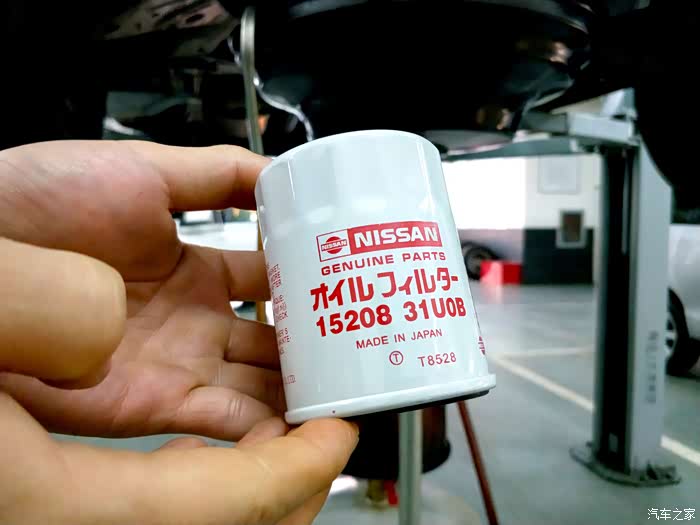 NISSAN
NISSAN
GENUINE PARTS
オイル フィルター
15208 31U0B
MADE IN JAPAN
Ⓣ T8528
汽车之家